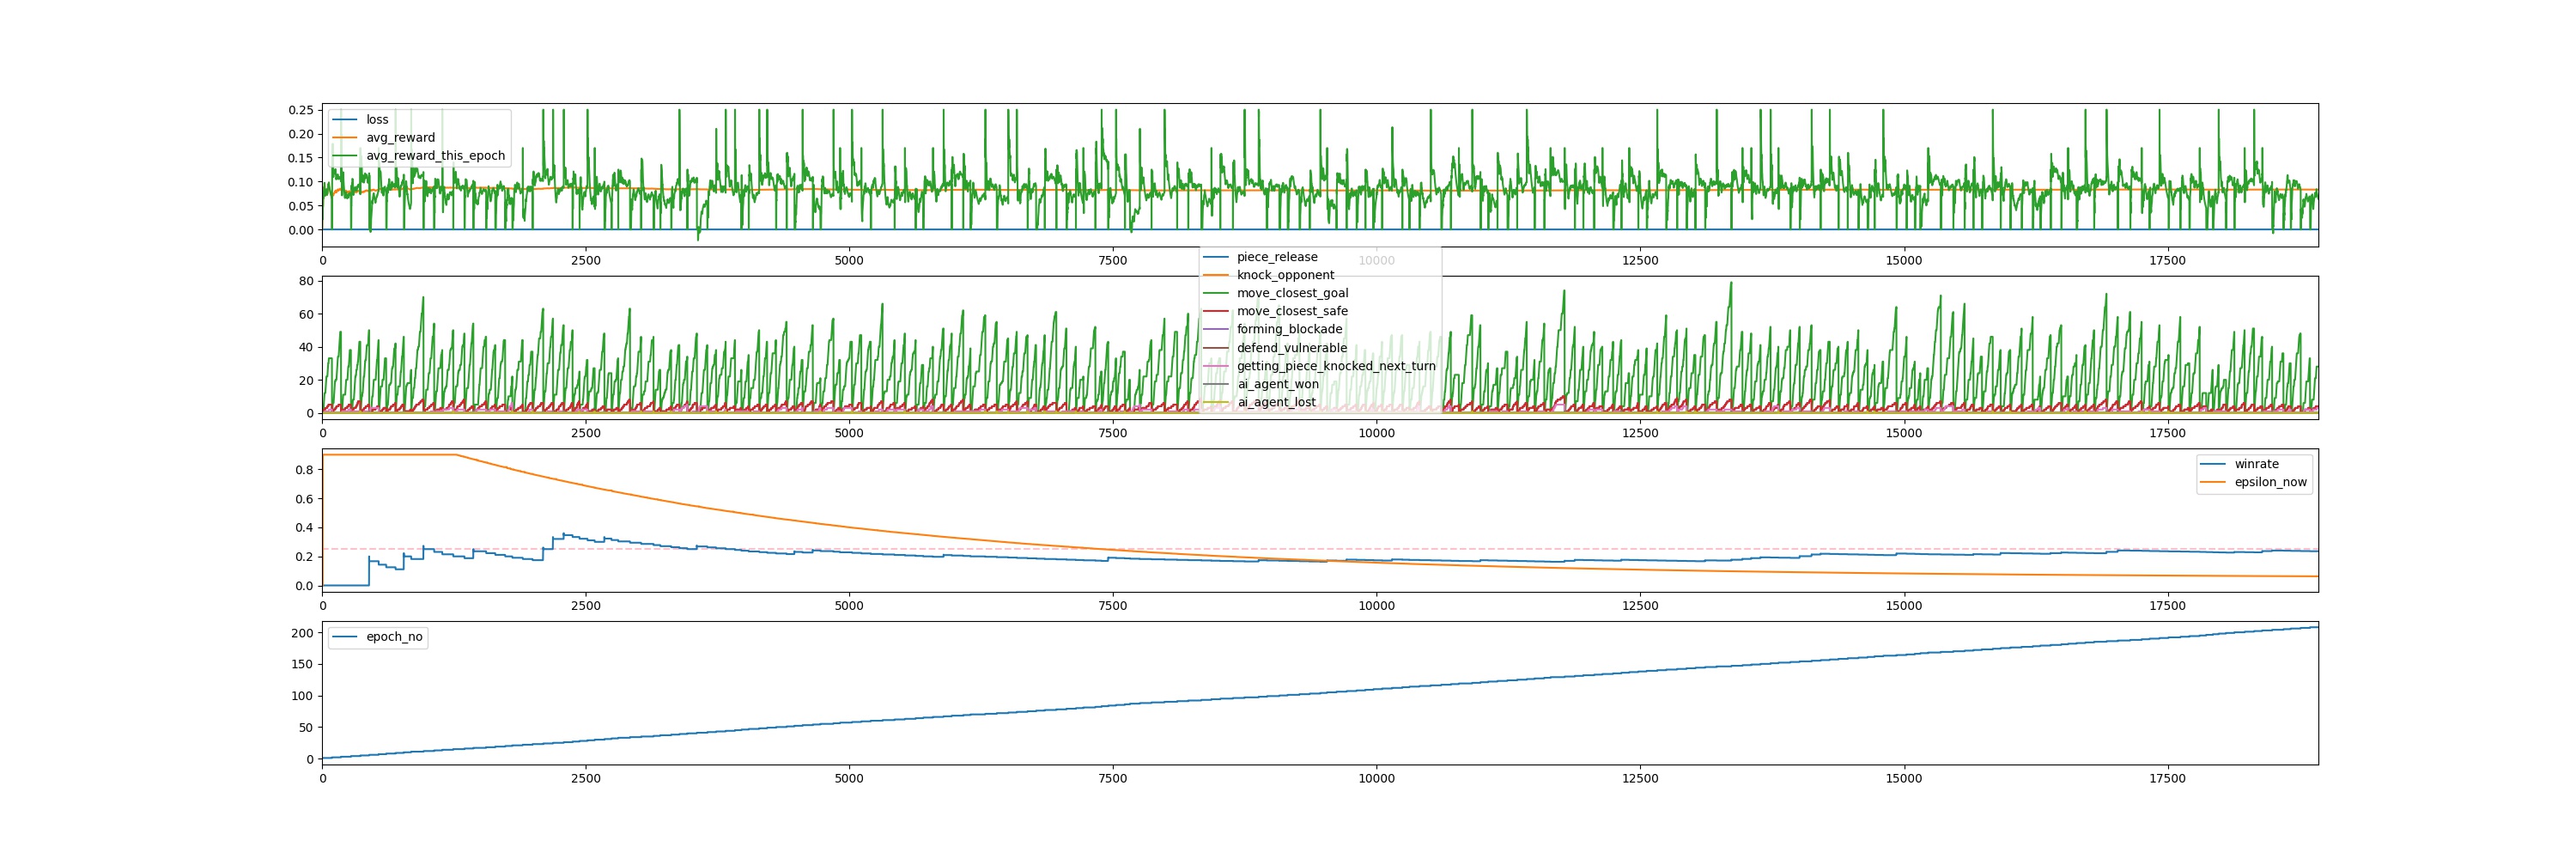 0.25
0.20
0.15
0.10
0.05
0.00
loss
avg_reward
avg_reward_this_epoch
0 2500 5000 7500 10000 12500 15000 17500
80
60
40
20
0
piece_release
knock_opponent
move_closest_goal
move_closest_safe
forming_blockade
defend_vulnerable
getting_piece_knocked_next_turn
ai_agent_won
ai_agent_lost
0 2500 5000 7500 10000 12500 15000 17500
0.8
0.6
0.4
0.2
0.0
winrate
epsilon_now
0 2500 5000 7500 10000 12500 15000 17500
200
150
100
50
0
epoch_no
0 2500 5000 7500 10000 12500 15000 17500